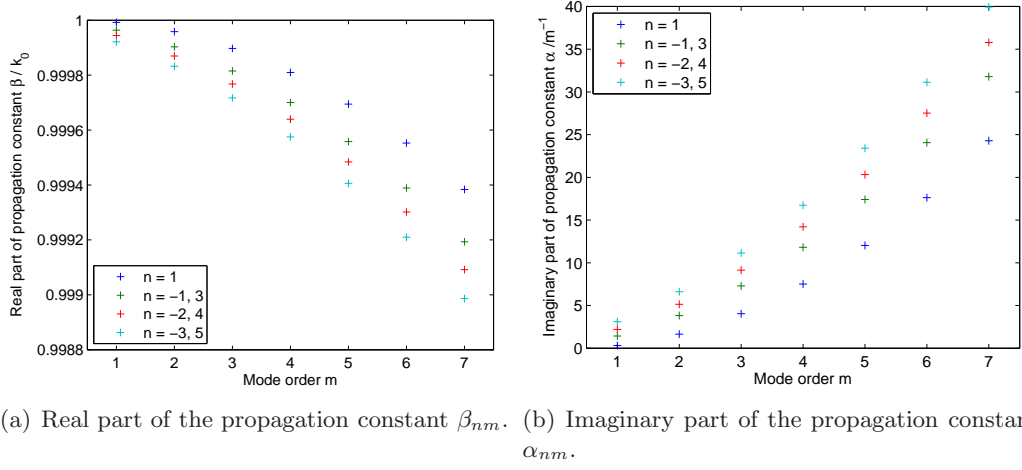 Real part of propagation constant β / k0
1
0.9998
0.9996
0.9994
0.9992
0.999
0.9988
n = 1
n = −1, 3
n = −2, 4
n = −3, 5
1 2 3 4 5 6 7
Mode order m
Imaginary part of propagation constant α /m−1
40
35
30
25
20
15
10
5
0
n = 1
n = −1, 3
n = −2, 4
n = −3, 5
1 2 3 4 5 6 7
Mode order m
(a) Real part of the propagation constant βnm.
(b) Imaginary part of the propagation constan
αnm.